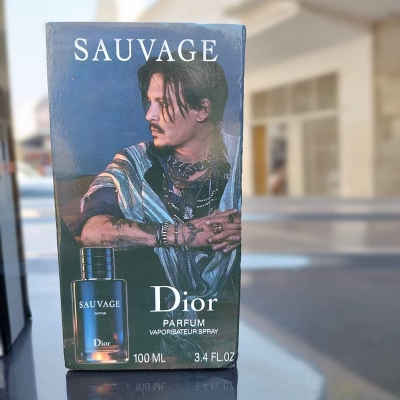 SAUVAGE
SAUVAGE
Dior
Dior
PARFUM
VAPORISATEUR SPRAY
100 ML 3.4 FL.OZ